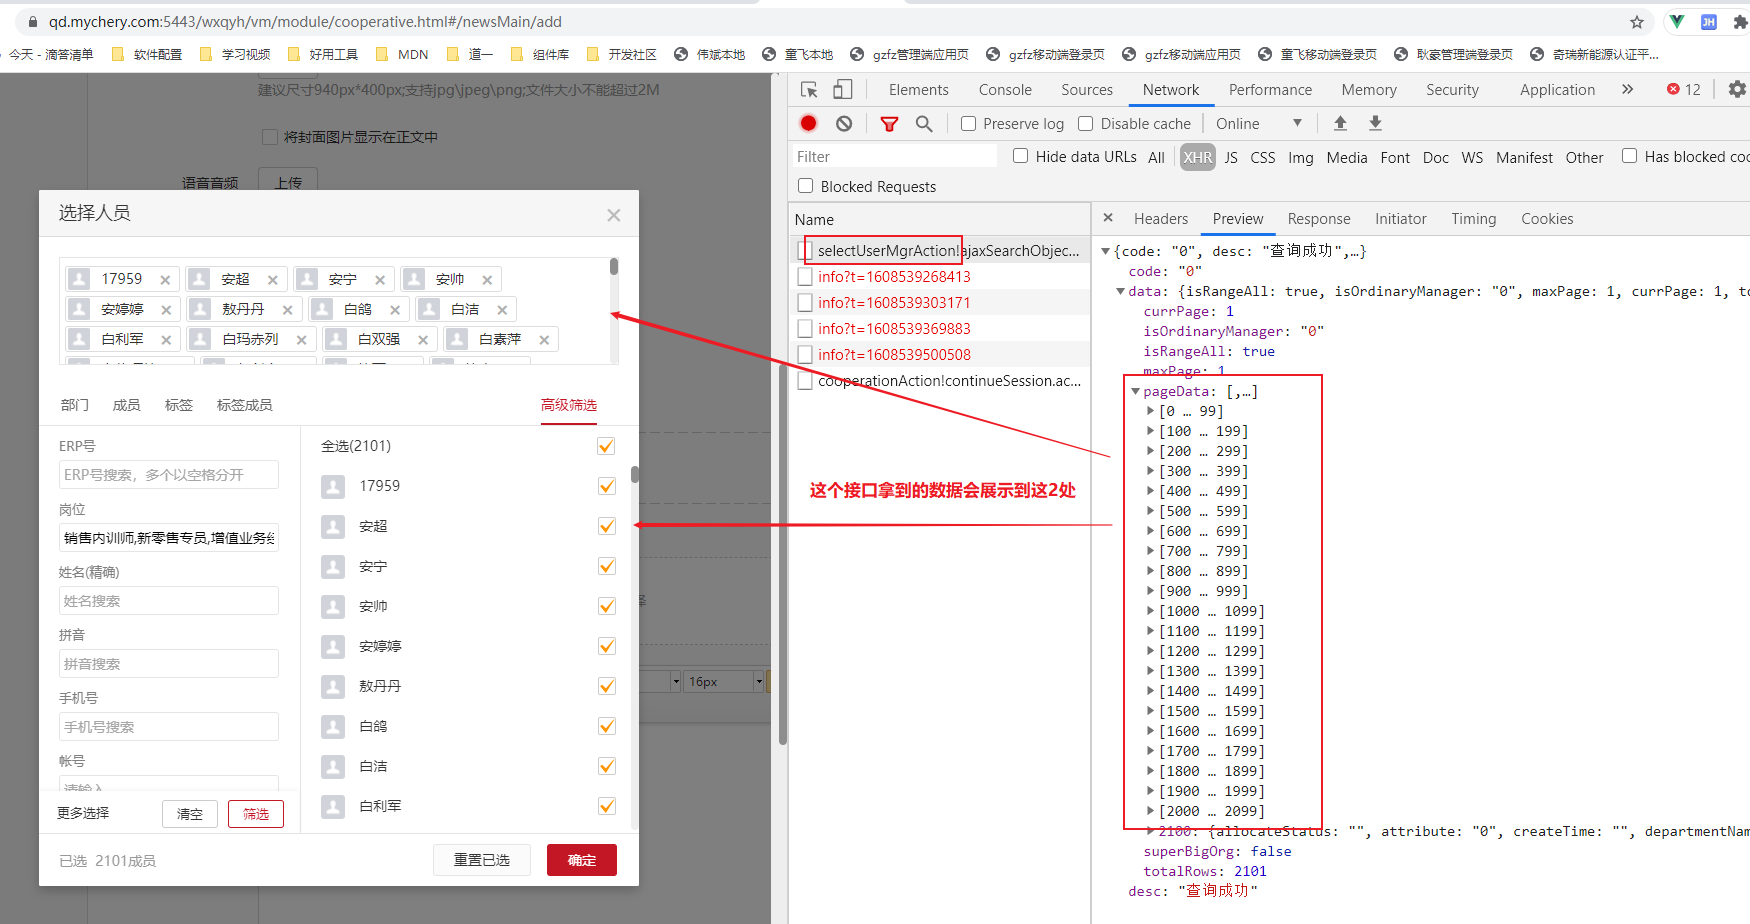 qd.mychery.com:5443/wxqyh/vm/module/cooperative.html#/newsMain/add
JH
今天 - 滴答清单 软件配置 学习视频 好用工具 MDN 道一 组件库 开发社区 伟斌本地 童飞本地 gzfz管理端应用页 gzfz移动端登录页 gzfz移动端应用页 童飞移动端登录页 耿豪管理端登录页 奇瑞新能源认证平...
建议尺寸940px*400px;支持jpg\jpeg\png;文件大小不能超过2M
将封面图片显示在正文中
语音音频 上传
选择人员
17959 安超 安宁 安帅
安婷婷 敖丹丹 白鸽 白洁
白利军 白玛赤列 白双强 白素萍
部门 成员 标签 标签成员 高级筛选
ERP号
ERP号搜索，多个以空格分开
岗位
销售内训师,新零售专员,增值业务经
姓名(精确)
姓名搜索
拼音
拼音搜索
手机号
手机号搜索
帐号
请输入
更多选择 清空 筛选
全选(2101)
17959
安超
安宁
安帅
安婷婷
敖丹丹
白鸽
白洁
白利军
已选 2101成员 重置已选 确定
16px
Elements Console Sources Network Performance Memory Security Application » 12
Preserve log Disable cache Online
Filter Hide data URLs All XHR JS CSS Img Media Font Doc WS Manifest Other Has blocked coo
Blocked Requests
Name
selectUserMgrAction!ajaxSearchObjec...
info?t=1608539268413
info?t=1608539303171
info?t=1608539369883
info?t=1608539500508
cooperationAction!continueSession.ac...
这个接口拿到的数据会展示到这2处
Headers Preview Response Initiator Timing Cookies
{code: "0", desc: "查询成功",…}
code: "0"
data: {isRangeAll: true, isOrdinaryManager: "0", maxPage: 1, currPage: 1, to
currPage: 1
isOrdinaryManager: "0"
isRangeAll: true
maxPage: 1
pageData: [,…]
[0 … 99]
[100 … 199]
[200 … 299]
[300 … 399]
[400 … 499]
[500 … 599]
[600 … 699]
[700 … 799]
[800 … 899]
[900 … 999]
[1000 … 1099]
[1100 … 1199]
[1200 … 1299]
[1300 … 1399]
[1400 … 1499]
[1500 … 1599]
[1600 … 1699]
[1700 … 1799]
[1800 … 1899]
[1900 … 1999]
[2000 … 2099]
2100: {allocateStatus: "", attribute: "0", createTime: "", departmentNam
superBigOrg: false
totalRows: 2101
desc: "查询成功"